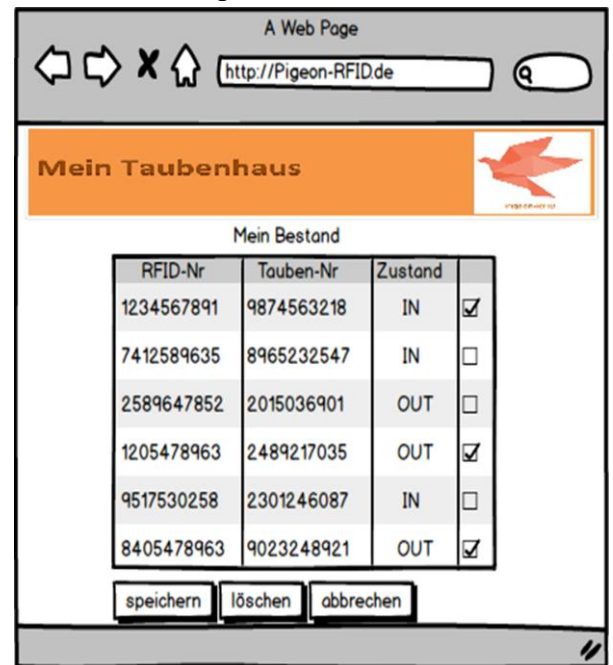 A Web Page
http://Pigeon-RFID.de
Mein Taubenhaus
Mein Bestand
RFID-Nr Tauben-Nr Zustand
1234567891 9874563218 IN
7412589635 8965232547 IN
2589647852 2015036901 OUT
1205478963 2489217035 OUT
9517530258 2301246087 IN
8405478963 9023248921 OUT
speichern löschen abbrechen